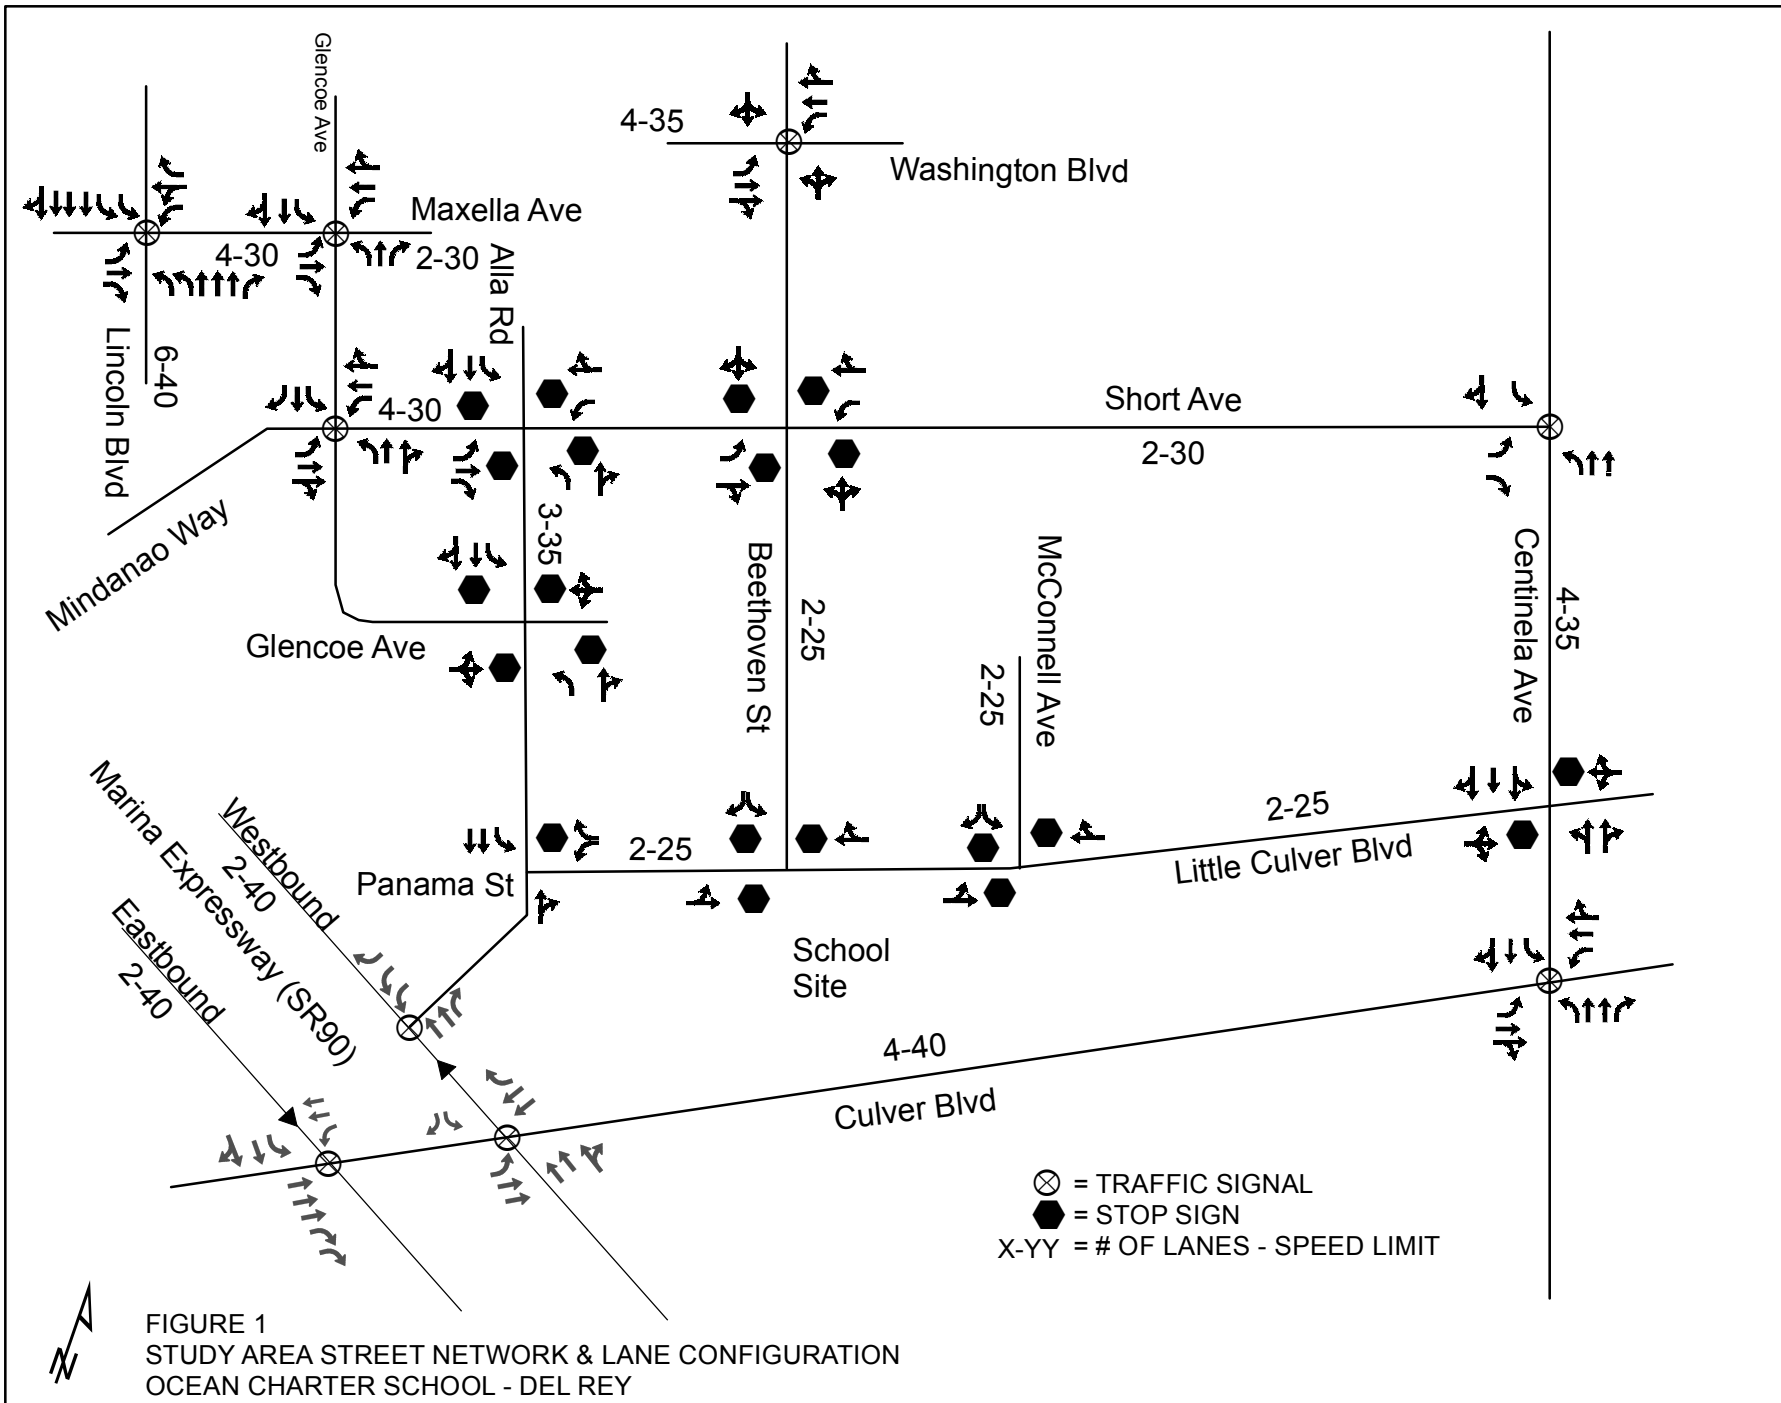 Glencoe Ave
4-35
Washington Blvd
Maxella Ave
4-30
2-30
Alla Rd
Lincoln Blvd
6-40
4-30
Short Ave
2-30
Mindanao Way
3-35
Glencoe Ave
Beethoven St
2-25
McConnell Ave
2-25
Centinela Ave
4-35
Marina Expressway (SR90)
Westbound
2-40
Eastbound
2-40
Panama St
2-25
2-25
Little Culver Blvd
School
Site
4-40
Culver Blvd
= TRAFFIC SIGNAL
= STOP SIGN
X-YY = # OF LANES - SPEED LIMIT
N
FIGURE 1
STUDY AREA STREET NETWORK & LANE CONFIGURATION
OCEAN CHARTER SCHOOL - DEL REY